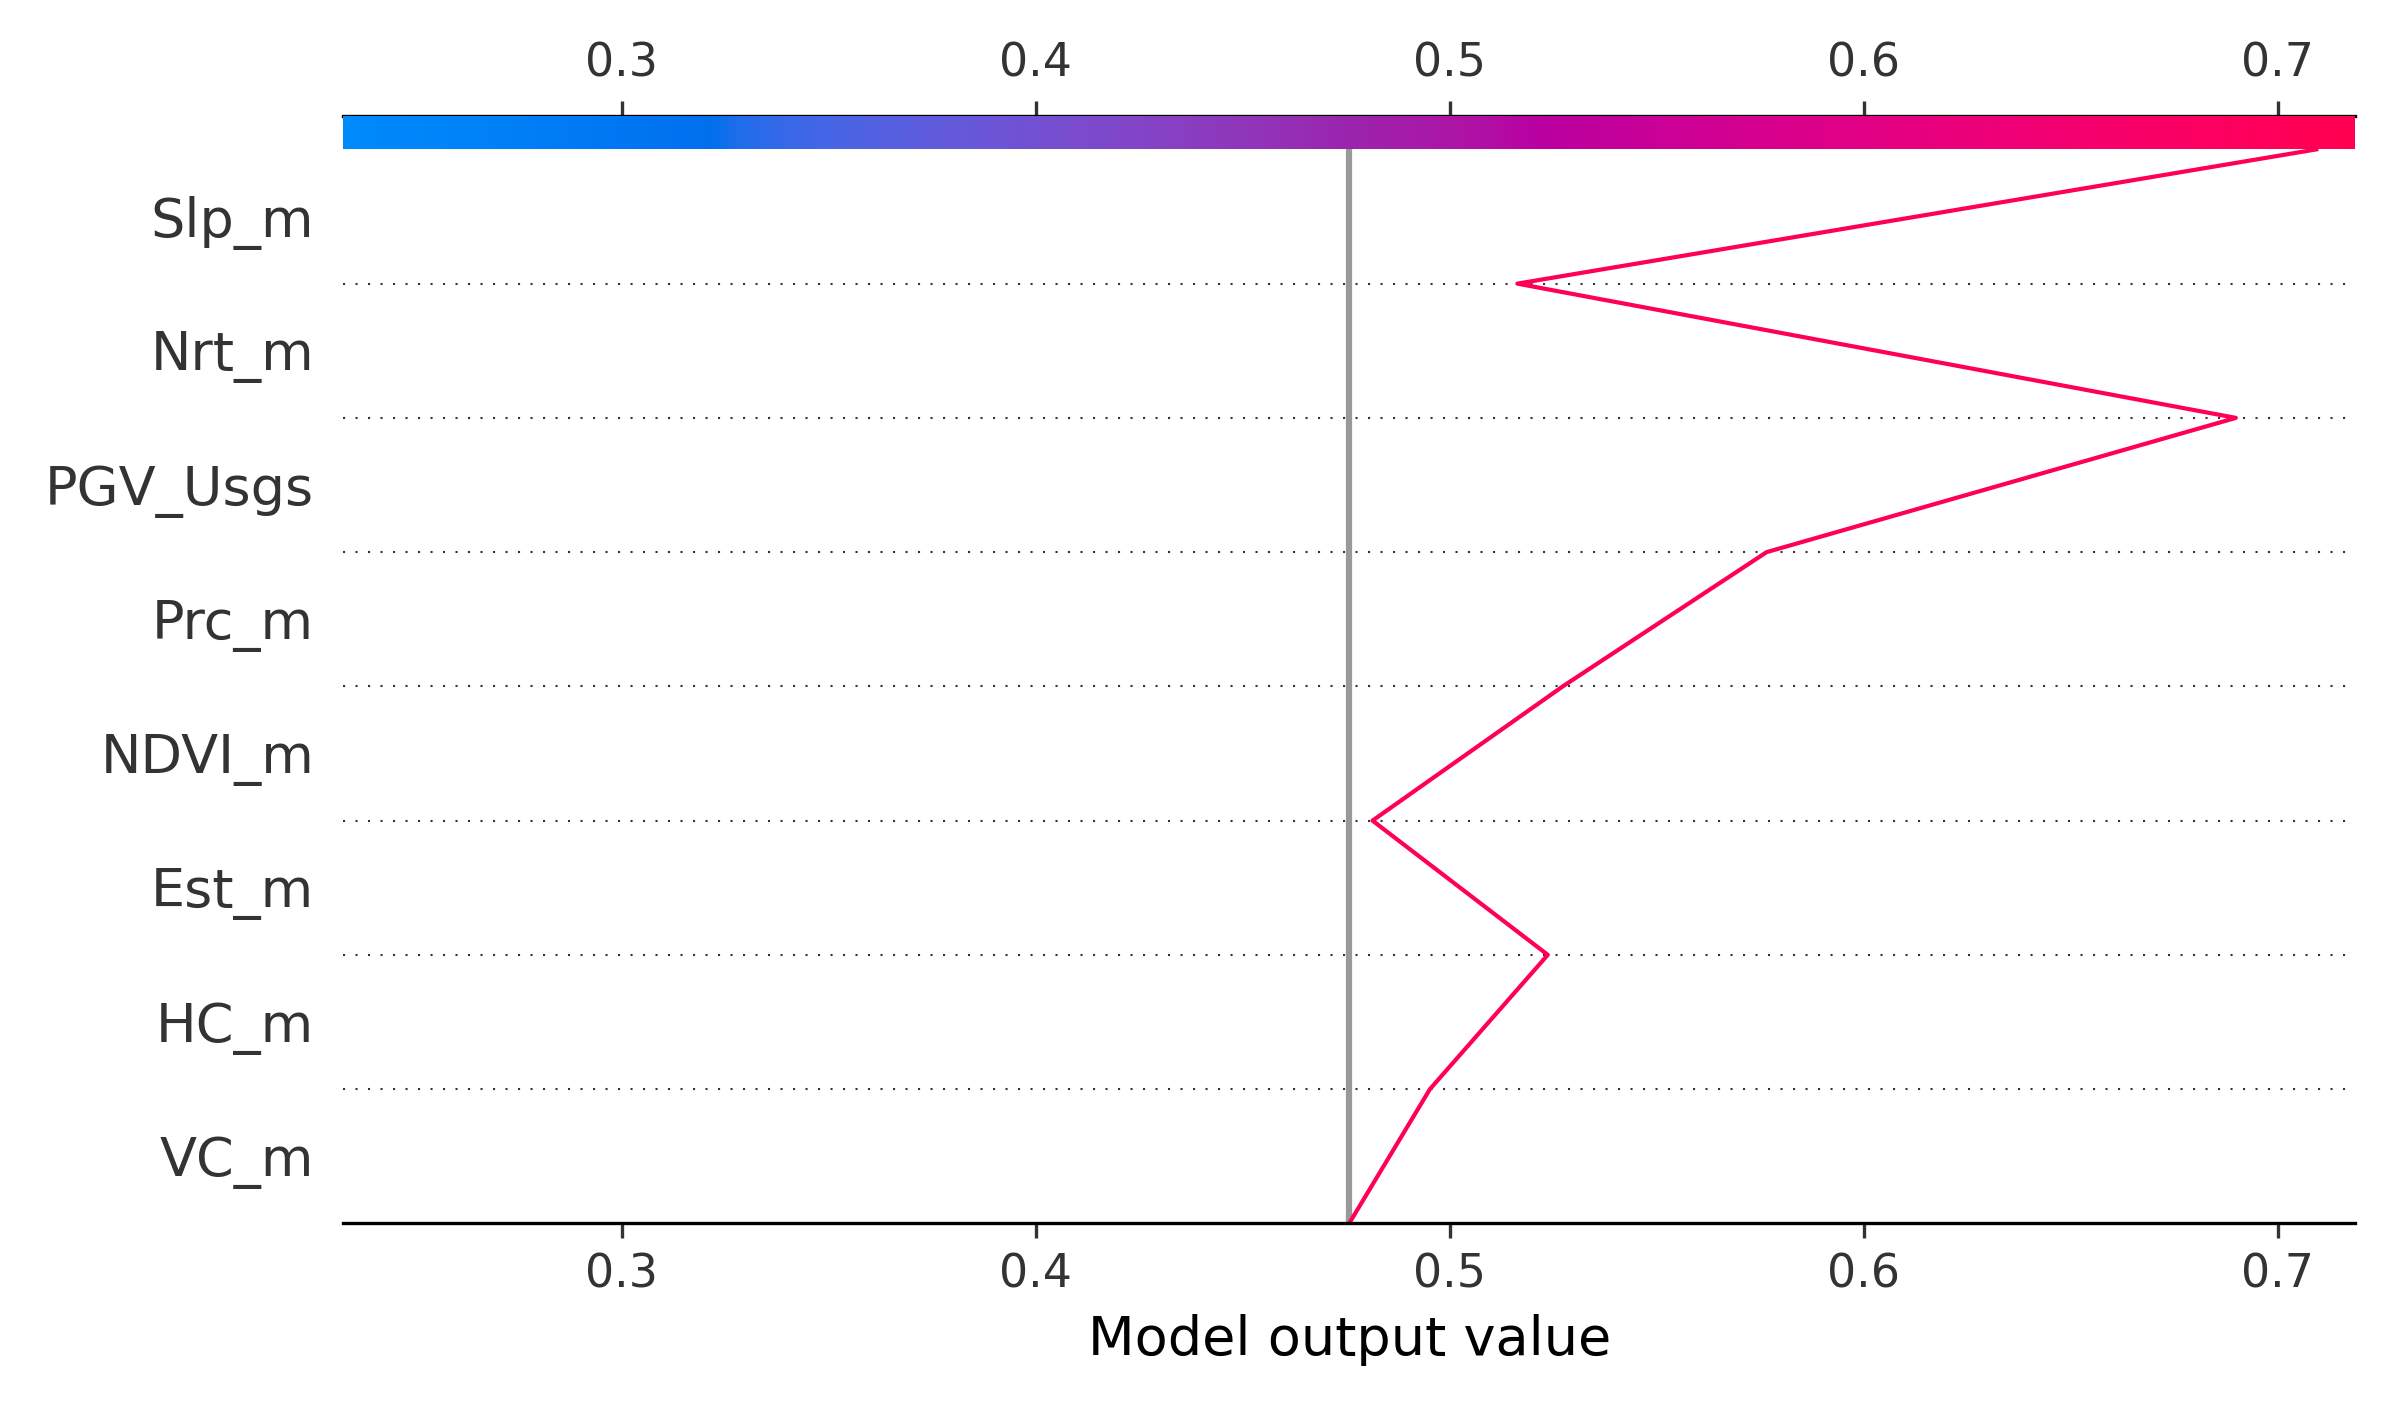 0.3 0.4 0.5 0.6 0.7
Slp_m
Nrt_m
PGV_Usgs
Prc_m
NDVI_m
Est_m
HC_m
VC_m
0.3 0.4 0.5 0.6 0.7
Model output value